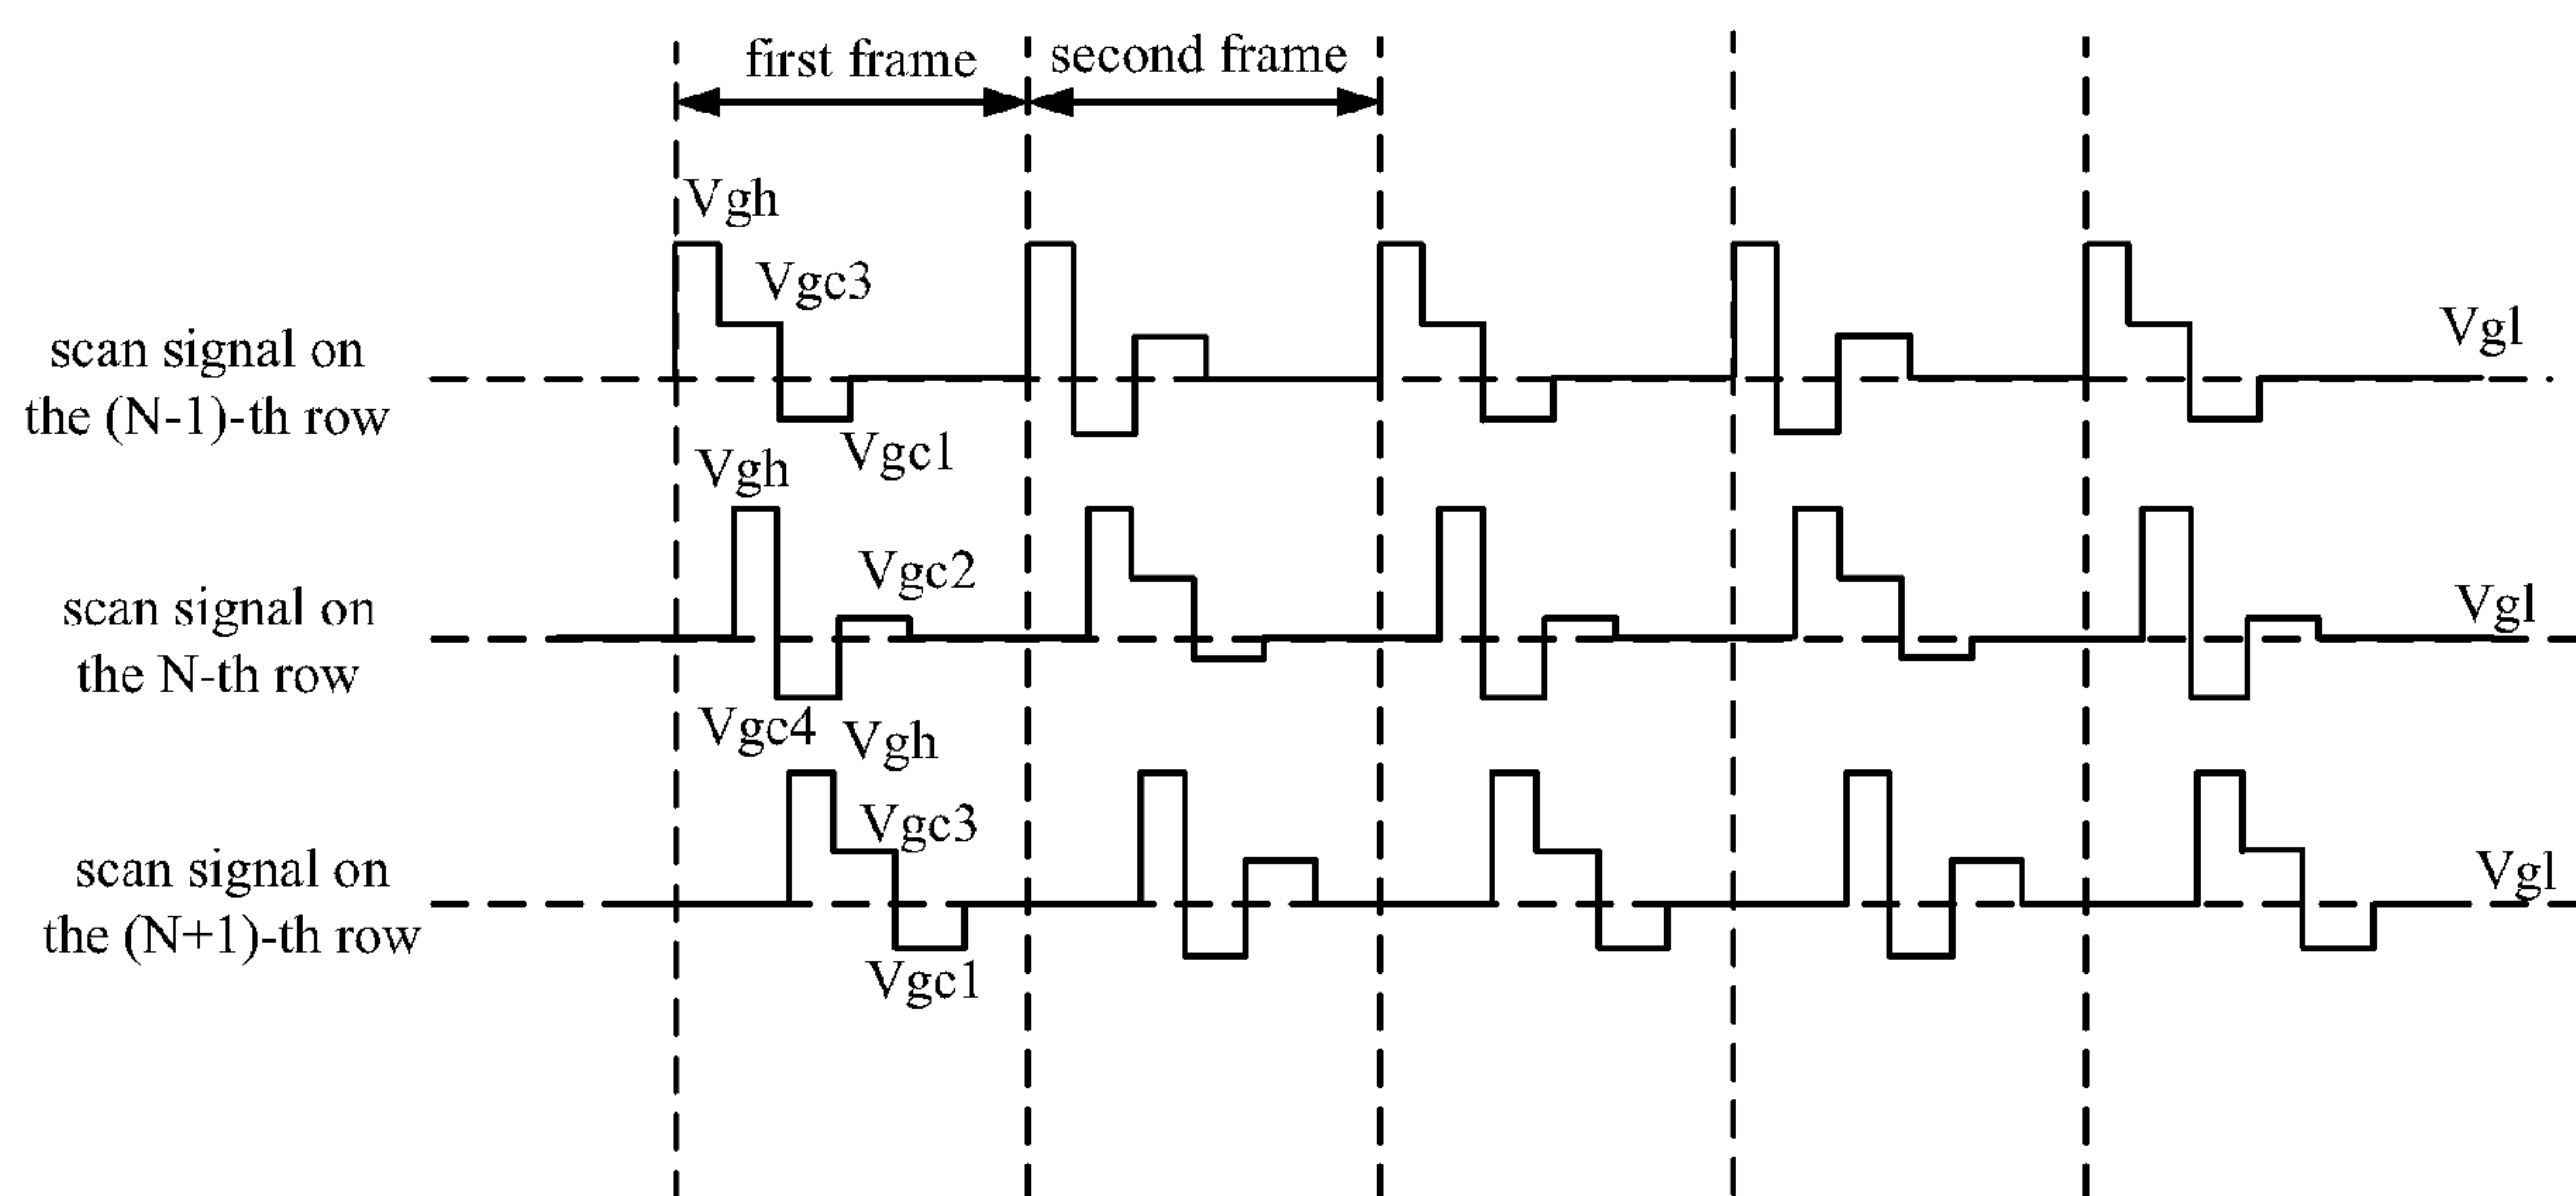 first frame
second frame
Vgh
Vgc3
Vgl
scan signal on
the (N-1)-th row
Vgc1
Vgh
Vgc2
Vgl
scan signal on
the N-th row
Vgc4
Vgh
Vgc3
Vgl
scan signal on
the (N+1)-th row
Vgc1